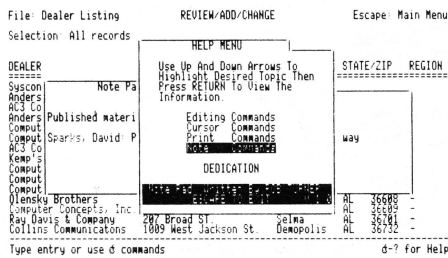 File: Dealer Listing REVIEW/ADD/CHANGE Escape: Main Menu
Selection: All records
HELP MENU
DEALER Use Up And Down Arrows To STATE/ZIP REGION
====== Highlight Desired Topic Then
Syscon Note Pa Press RETURN To View The
Anders Information.
AC3 Co
Anders Published materi Editing Commands
Comput Cursor Commands
Comput Sparks, David: P Print Commands way
AC3 Co Note Commands
Kemp's
Comput DEDICATION
Comput
Comput
Olensky Brothers AL 36608 -
Computer Concepts, Inc. AL 36609 -
Ray Davis & Company 207 Broad ST. Selma AL 36701 -
Collins Communicatons 1009 West Jackson St. Demopolis AL 36732 -
Type entry or use commands -? for Help